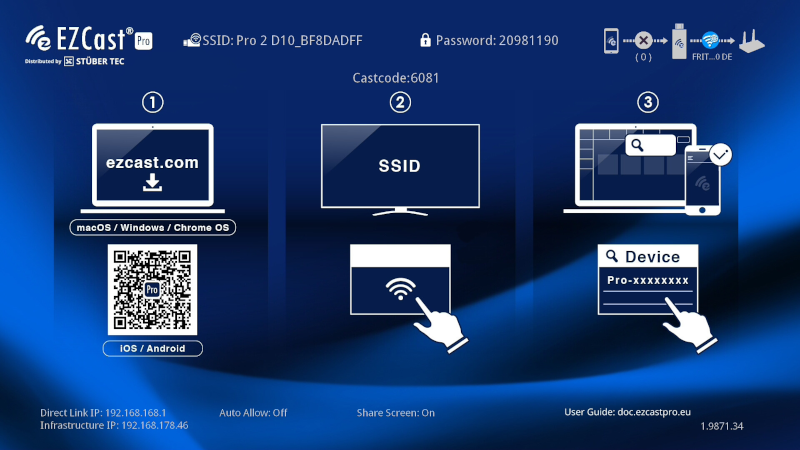 EZCast® Pro
Distributed by STÜBER TEC
SSID: Pro 2 D10_BF8DADFF
Password: 20981190
( 0 )
FRIT...0 DE
Castcode:6081
1
2
3
ezcast.com
SSID
macOS / Windows / Chrome OS
Pro
iOS / Android
Device
Pro-xxxxxxxx
Direct Link IP: 192.168.168.1
Auto Allow: Off
Share Screen: On
User Guide: doc.ezcastpro.eu
Infrastructure IP: 192.168.178.46
1.9871.34